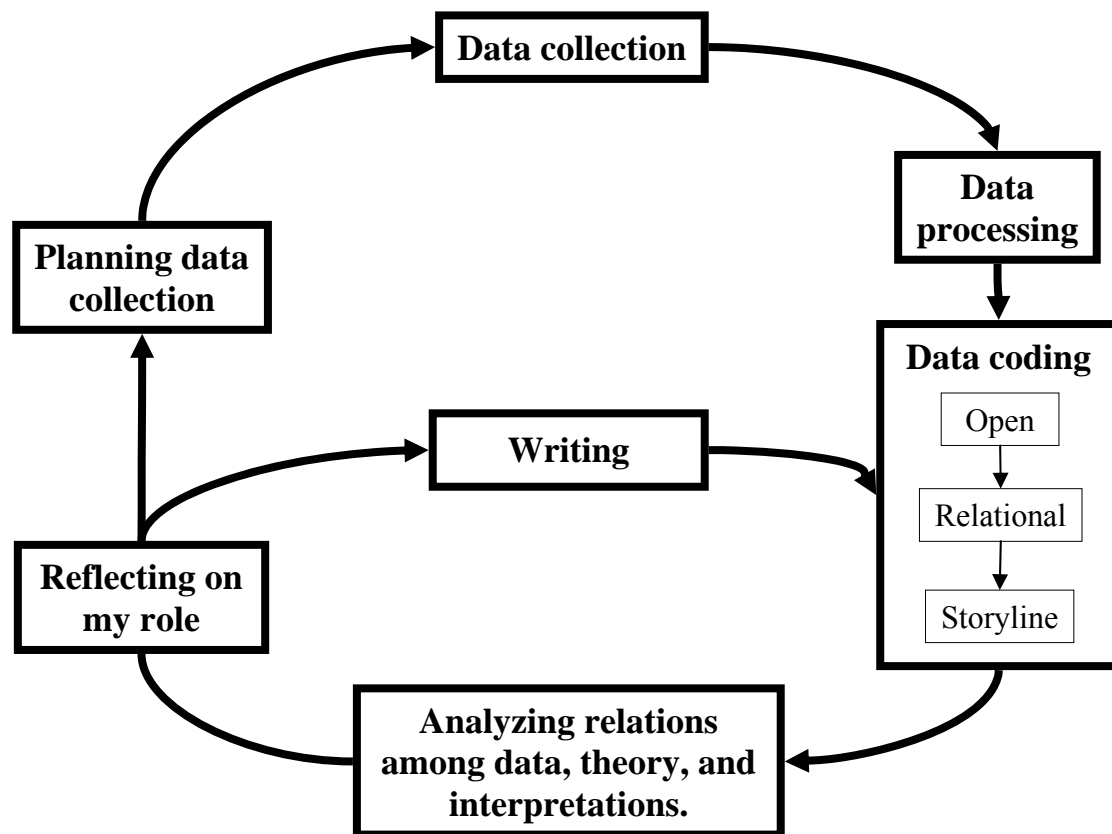 Data collection
Data
processing
Planning data
collection
Data coding
Open
Writing
Relational
Reflecting on
my role
Storyline
Analyzing relations
among data, theory, and
interpretations.